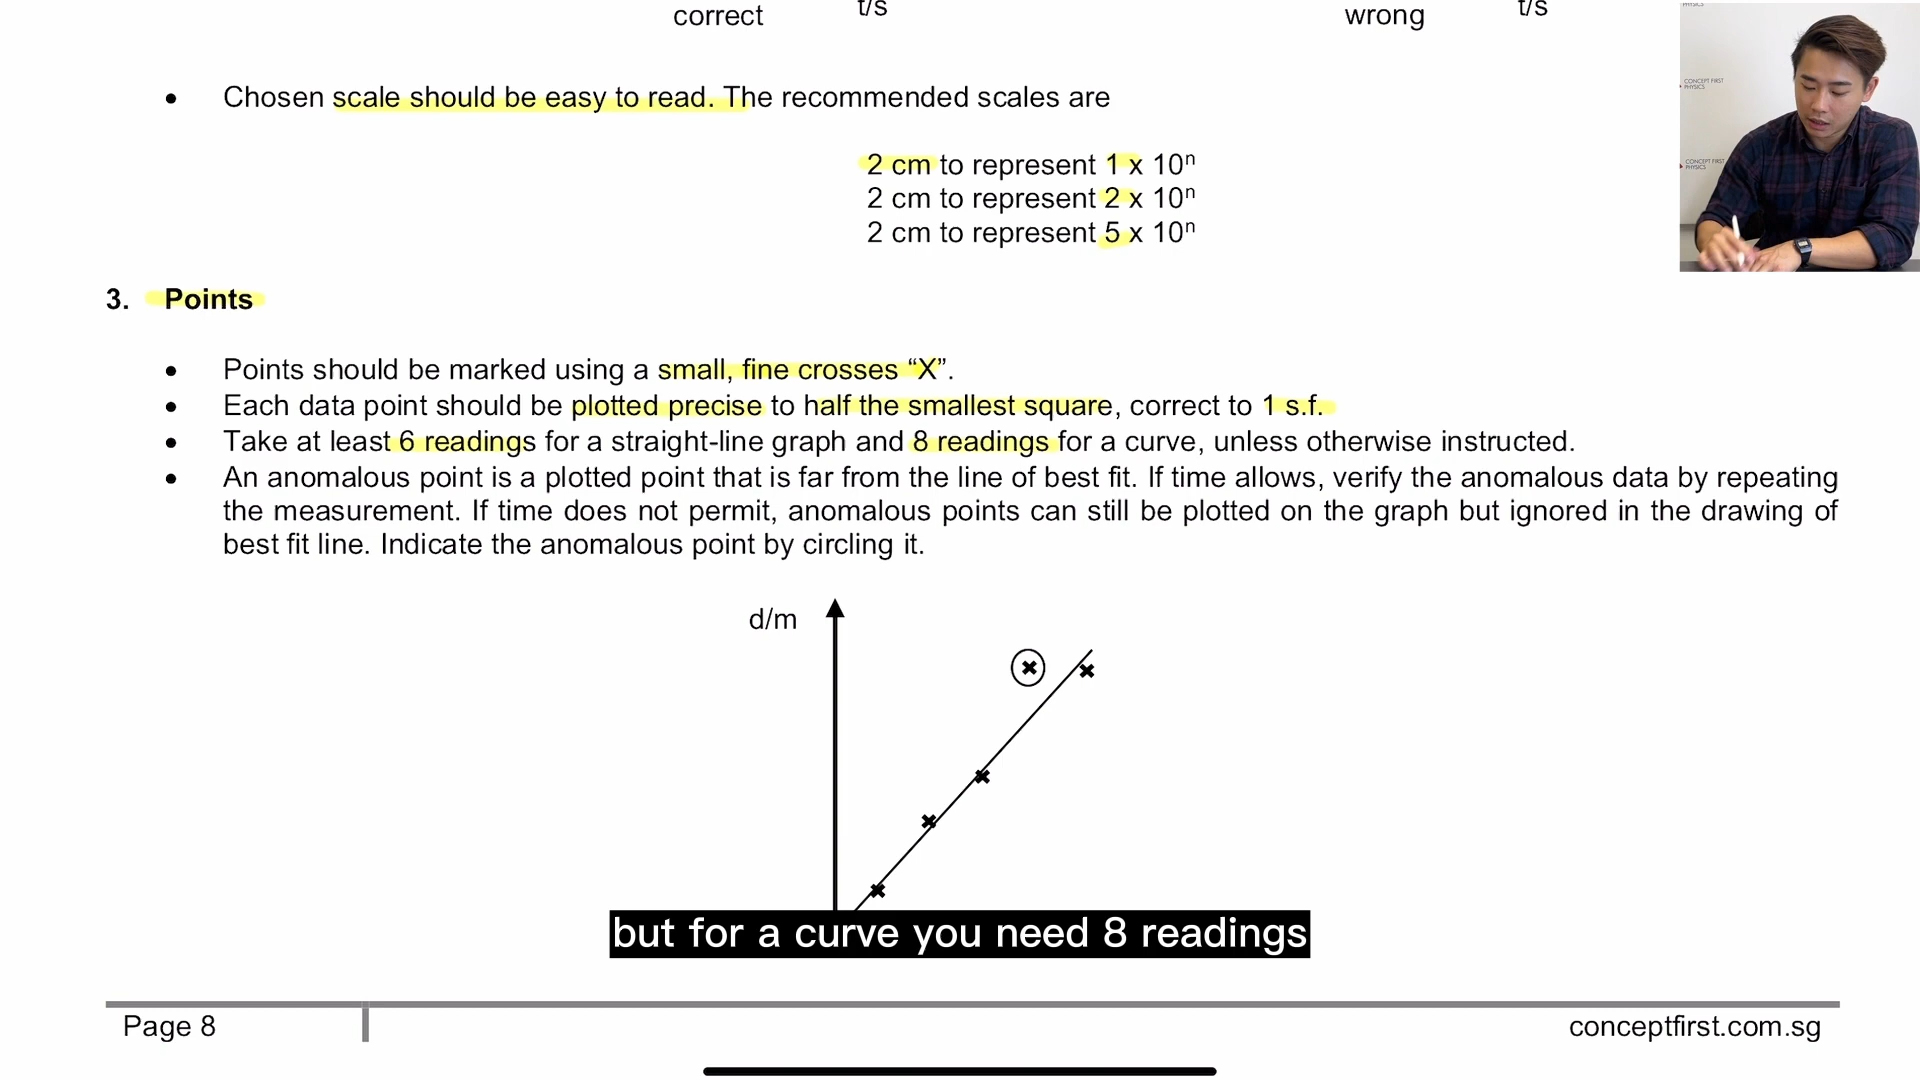 correct t/s wrong t/s
• Chosen scale should be easy to read. The recommended scales are
2 cm to represent 1 x 10ⁿ
2 cm to represent 2 x 10ⁿ
2 cm to represent 5 x 10ⁿ
3. Points
• Points should be marked using a small, fine crosses “X”.
• Each data point should be plotted precise to half the smallest square, correct to 1 s.f.
• Take at least 6 readings for a straight-line graph and 8 readings for a curve, unless otherwise instructed.
• An anomalous point is a plotted point that is far from the line of best fit. If time allows, verify the anomalous data by repeating
the measurement. If time does not permit, anomalous points can still be plotted on the graph but ignored in the drawing of
best fit line. Indicate the anomalous point by circling it.
d/m
but for a curve you need 8 readings
Page 8
conceptfirst.com.sg
PHYSICS
CONCEPT FIRST
PHYSICS
CONCEPT FIRST
PHYSICS